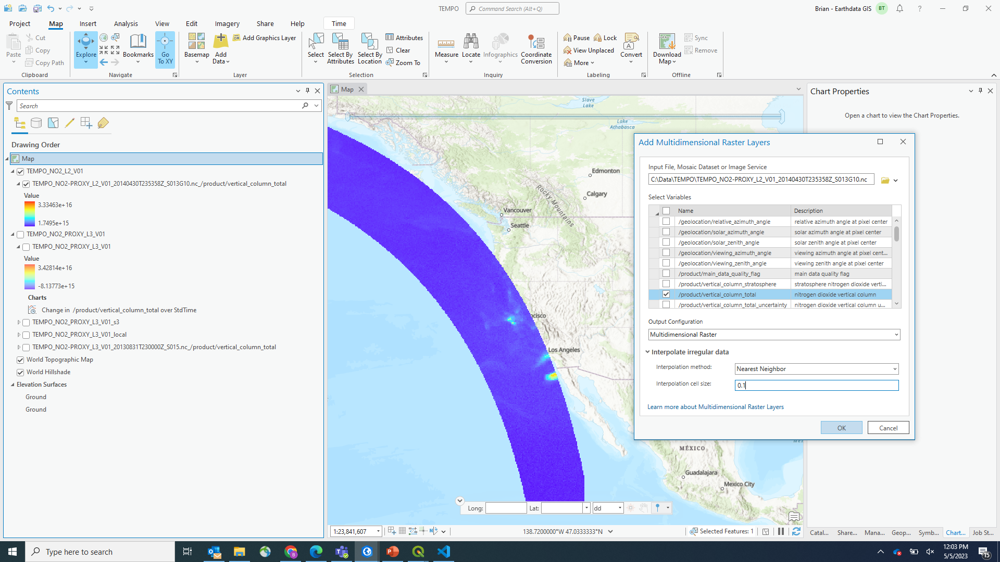 TEMPO
Command Search (Alt+Q)
Brian - Earthdata GIS
BT
?
Project
Map
Insert
Analysis
View
Edit
Imagery
Share
Help
Time
Paste
Cut
Copy
Copy Path
Clipboard
Explore
Bookmarks
Go
To XY
Navigate
Basemap
Add
Data
Add Graphics Layer
Layer
Select
Select By
Attributes
Select By
Location
Attributes
Clear
Zoom To
Selection
Measure
Locate
Infographics
Coordinate
Conversion
Inquiry
Pause
Lock
View Unplaced
More
Convert
Labeling
Download
Map
Sync
Remove
Offline
Contents
Search
Drawing Order
Map
TEMPO_NO2_L2_V01
TEMPO_NO2-PROXY_L2_V01_20140430T235358Z_S013G10.nc_/product/vertical_column_total
Value
3.33463e+16
1.7495e+15
TEMPO_NO2_PROXY_L3_V01
TEMPO_NO2_PROXY_L3_V01
Value
3.42814e+16
-8.13773e+15
Charts
Change in /product/vertical_column_total over StdTime
TEMPO_NO2_PROXY_L3_V01_s3
TEMPO_NO2_PROXY_L3_V01_local
TEMPO_NO2-PROXY_L3_V01_20130831T230000Z_S015.nc_/product/vertical_column_total
World Topographic Map
World Hillshade
Elevation Surfaces
Ground
Ground
Map
Slave
Lake
Lake
Athabasca
Edmonton
Rocky Mountains
Calgary
Vancouver
Seattle
ncisco
Los Angeles
MÉXICO
Mex
Guadalajara
Mexico City
Long:
Lat:
dd
1:23,841,607
138.7200000°W 47.0333333°N
Selected Features: 1
Chart Properties
Open a chart to view the Chart Properties.
Add Multidimensional Raster Layers
Input File, Mosaic Dataset or Image Service
C:\Data\TEMPO\TEMPO_NO2-PROXY_L2_V01_20140430T235358Z_S013G10.nc
Select Variables
Name Description
/geolocation/relative_azimuth_angle relative azimuth angle at pixel center
/geolocation/solar_azimuth_angle solar azimuth angle at pixel center
/geolocation/solar_zenith_angle solar zenith angle at pixel center
/geolocation/viewing_azimuth_angle viewing azimuth angle at pixel cent...
/geolocation/viewing_zenith_angle viewing zenith angle at pixel center
/product/main_data_quality_flag main data quality flag
/product/vertical_column_stratosphere stratosphere nitrogen dioxide verti...
/product/vertical_column_total nitrogen dioxide vertical column
/product/vertical_column_total_uncertainty nitrogen dioxide vertical column u...
Output Configuration
Multidimensional Raster
Interpolate irregular data
Interpolation method: Nearest Neighbor
Interpolation cell size: 0.1
Learn more about Multidimensional Raster Layers
OK
Cancel
Catal...
Share...
Mana...
Geop...
Symb...
Chart...
Job St...
Type here to search
12:03 PM
5/5/2023
15